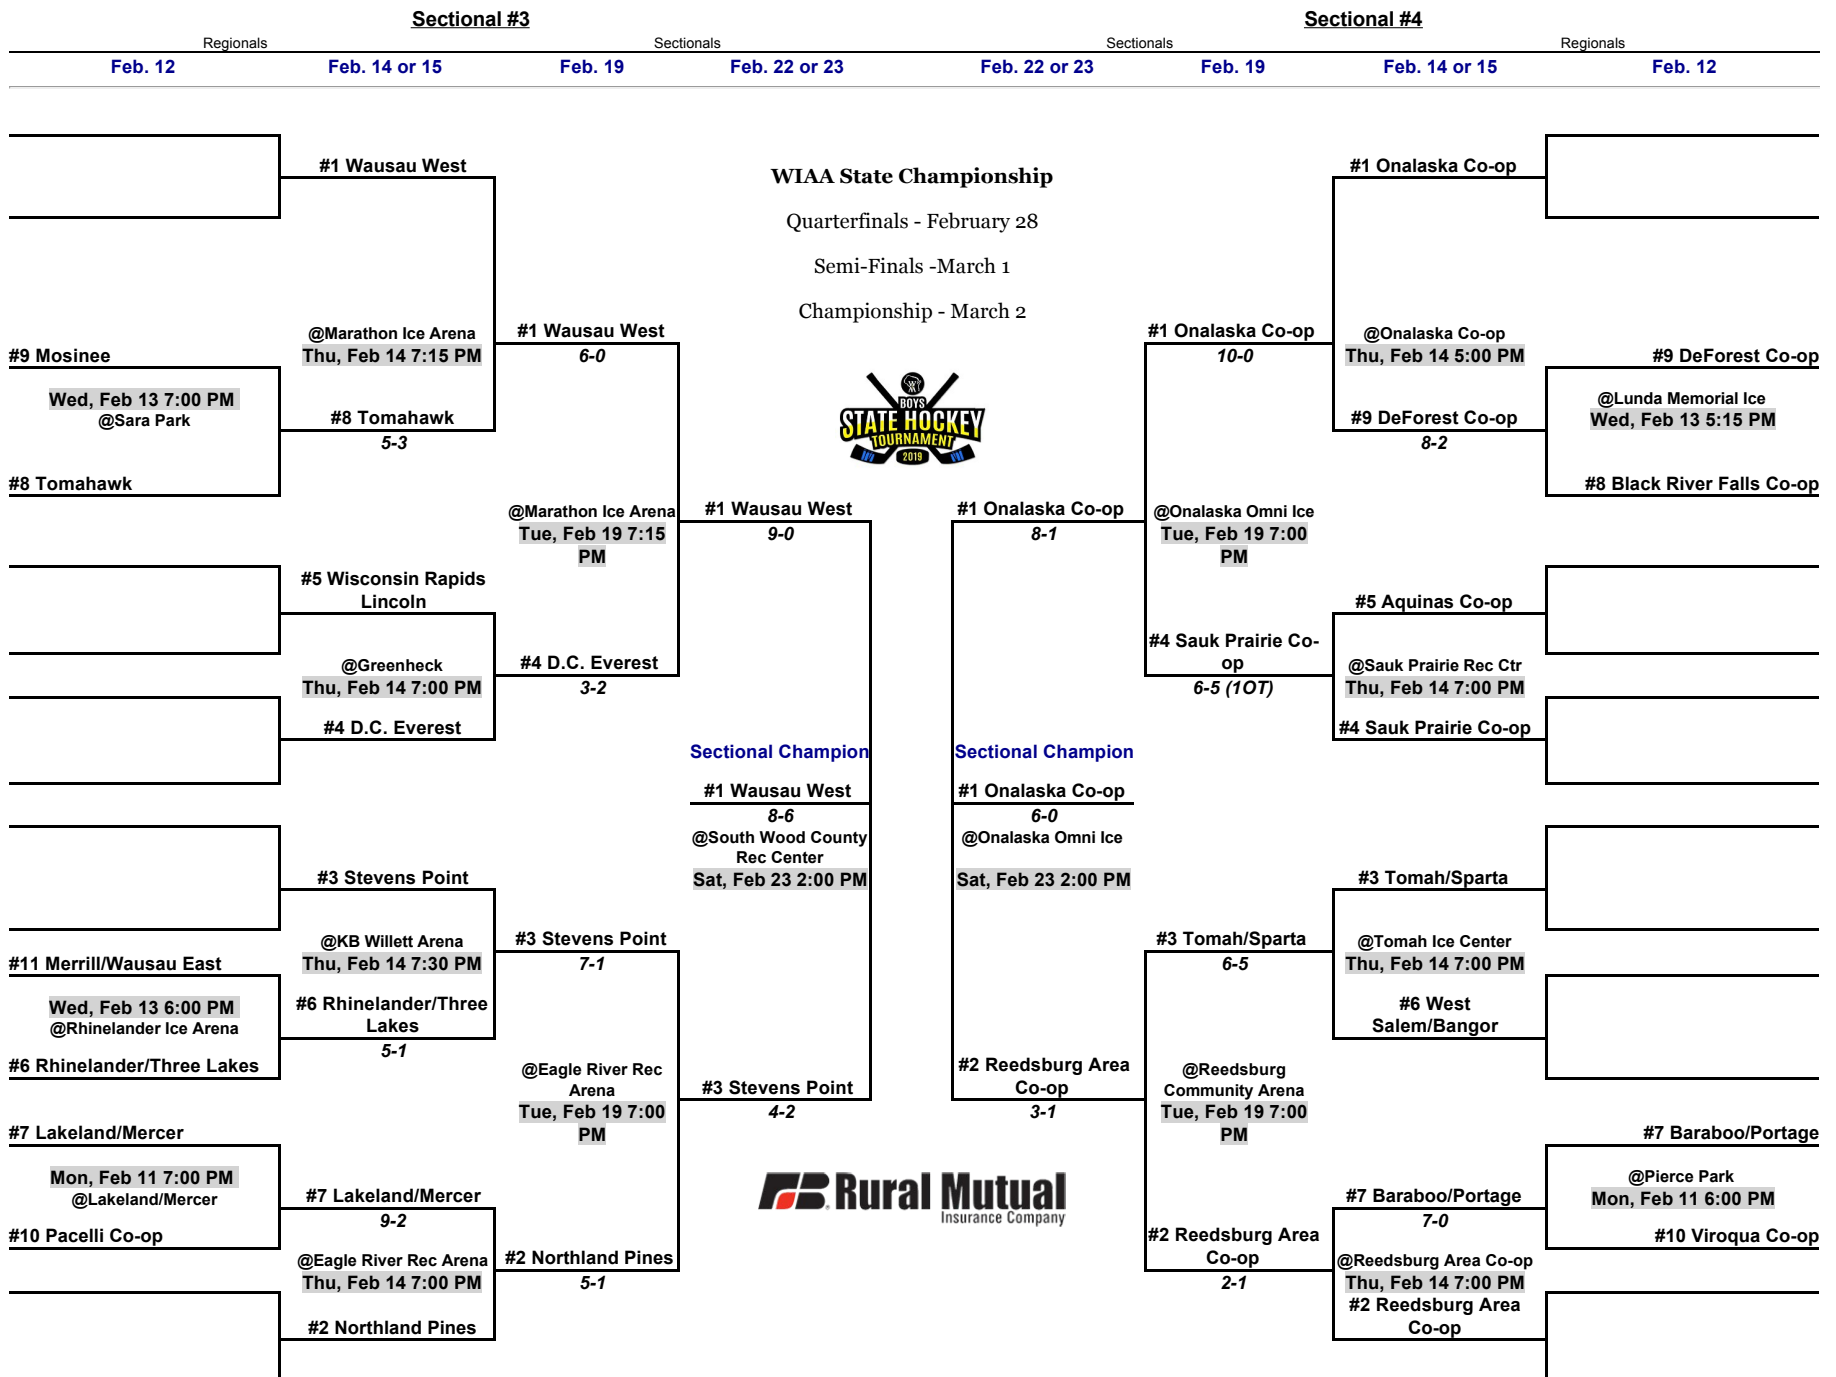 Sectional #3
Sectional #4
Regionals
Sectionals
Sectionals
Regionals
Feb. 12
Feb. 14 or 15
Feb. 19
Feb. 22 or 23
Feb. 22 or 23
Feb. 19
Feb. 14 or 15
Feb. 12
#9 Mosinee
Wed, Feb 13 7:00 PM
@Sara Park
#8 Tomahawk
#11 Merrill/Wausau East
Wed, Feb 13 6:00 PM
@Rhinelander Ice Arena
#6 Rhinelander/Three Lakes
#7 Lakeland/Mercer
Mon, Feb 11 7:00 PM
@Lakeland/Mercer
#10 Pacelli Co-op
#1 Wausau West
@Marathon Ice Arena
Thu, Feb 14 7:15 PM
#8 Tomahawk
5-3
#5 Wisconsin Rapids
Lincoln
@Greenheck
Thu, Feb 14 7:00 PM
#4 D.C. Everest
#3 Stevens Point
@KB Willett Arena
Thu, Feb 14 7:30 PM
#6 Rhinelander/Three
Lakes
5-1
#7 Lakeland/Mercer
9-2
@Eagle River Rec Arena
Thu, Feb 14 7:00 PM
#2 Northland Pines
#1 Wausau West
6-0
@Marathon Ice Arena
Tue, Feb 19 7:15
PM
#4 D.C. Everest
3-2
#3 Stevens Point
7-1
@Eagle River Rec
Arena
Tue, Feb 19 7:00
PM
#2 Northland Pines
5-1
#1 Wausau West
9-0
Sectional Champion
#1 Wausau West
8-6
@South Wood County
Rec Center
Sat, Feb 23 2:00 PM
#3 Stevens Point
4-2
WIAA State Championship
Quarterfinals - February 28
Semi-Finals -March 1
Championship - March 2
BOYS
STATE HOCKEY
TOURNAMENT
2019
Rural Mutual
Insurance Company
#1 Onalaska Co-op
8-1
Sectional Champion
#1 Onalaska Co-op
6-0
@Onalaska Omni Ice
Sat, Feb 23 2:00 PM
#2 Reedsburg Area
Co-op
3-1
#1 Onalaska Co-op
10-0
@Onalaska Omni Ice
Tue, Feb 19 7:00
PM
#4 Sauk Prairie Co-
op
6-5 (1OT)
#3 Tomah/Sparta
6-5
@Reedsburg
Community Arena
Tue, Feb 19 7:00
PM
#2 Reedsburg Area
Co-op
2-1
#1 Onalaska Co-op
@Onalaska Co-op
Thu, Feb 14 5:00 PM
#9 DeForest Co-op
8-2
#5 Aquinas Co-op
@Sauk Prairie Rec Ctr
Thu, Feb 14 7:00 PM
#4 Sauk Prairie Co-op
#3 Tomah/Sparta
@Tomah Ice Center
Thu, Feb 14 7:00 PM
#6 West
Salem/Bangor
#7 Baraboo/Portage
7-0
@Reedsburg Area Co-op
Thu, Feb 14 7:00 PM
#2 Reedsburg Area
Co-op
#9 DeForest Co-op
@Lunda Memorial Ice
Wed, Feb 13 5:15 PM
#8 Black River Falls Co-op
#7 Baraboo/Portage
@Pierce Park
Mon, Feb 11 6:00 PM
#10 Viroqua Co-op